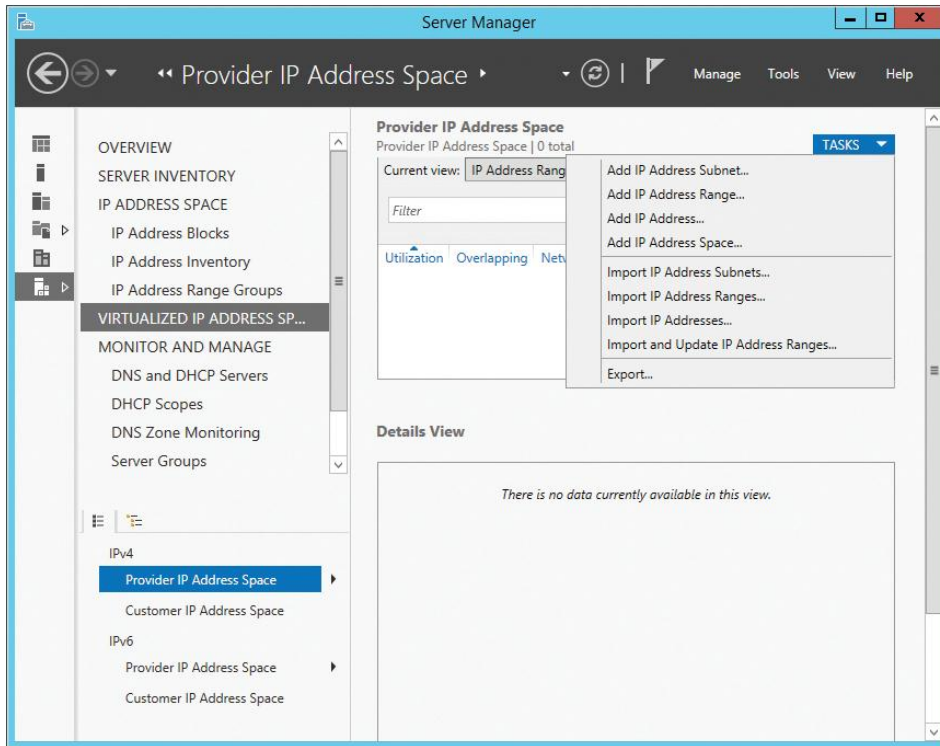 Server Manager
Provider IP Address Space
Manage Tools View Help
OVERVIEW
SERVER INVENTORY
IP ADDRESS SPACE
IP Address Blocks
IP Address Inventory
IP Address Range Groups
VIRTUALIZED IP ADDRESS SP...
MONITOR AND MANAGE
DNS and DHCP Servers
DHCP Scopes
DNS Zone Monitoring
Server Groups
IPv4
Provider IP Address Space
Customer IP Address Space
IPv6
Provider IP Address Space
Customer IP Address Space
Provider IP Address Space
Provider IP Address Space | 0 total
TASKS
Current view: IP Address Rang
Filter
Utilization Overlapping Netw
Add IP Address Subnet...
Add IP Address Range...
Add IP Address...
Add IP Address Space...
Import IP Address Subnets...
Import IP Address Ranges...
Import IP Addresses...
Import and Update IP Address Ranges...
Export...
Details View
There is no data currently available in this view.